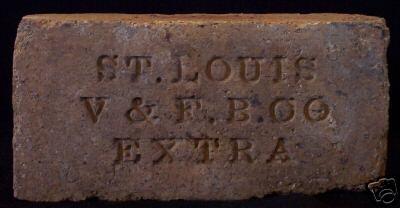 ST. LOUIS
V & F. B. CO
EXTRA